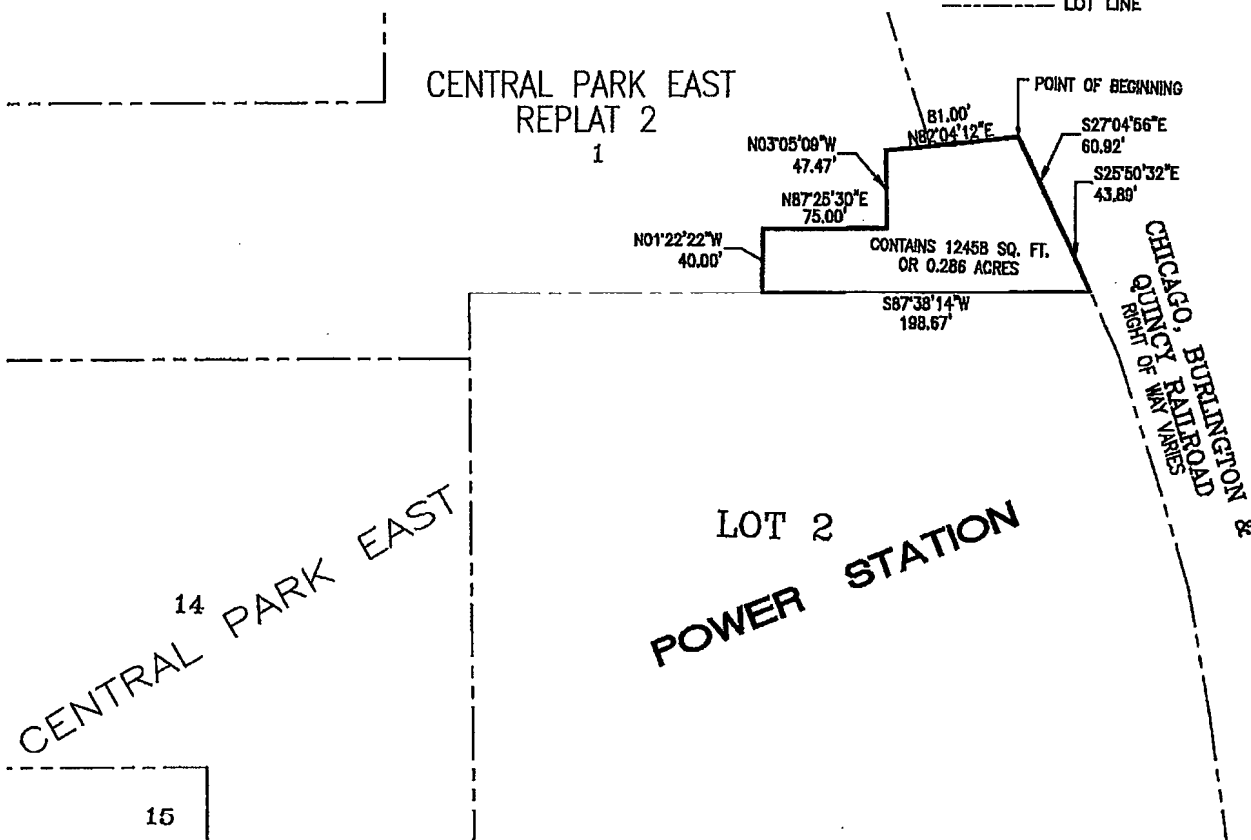 LOT LINE
CENTRAL PARK EAST
REPLAT 2
1
POINT OF BEGINNING
81.00'
N82°04'12"E
S27°04'56"E
60.92'
N03°05'09"W
47.47'
S25°50'32"E
43.89'
N87°25'30"E
75.00'
N01°22'22"W
40.00'
CONTAINS 12458 SQ. FT.
OR 0.286 ACRES
S87°38'14"W
198.67'
CHICAGO, BURLINGTON &
QUINCY RAILROAD
RIGHT OF WAY VARIES
LOT 2
POWER STATION
14
CENTRAL PARK EAST
15